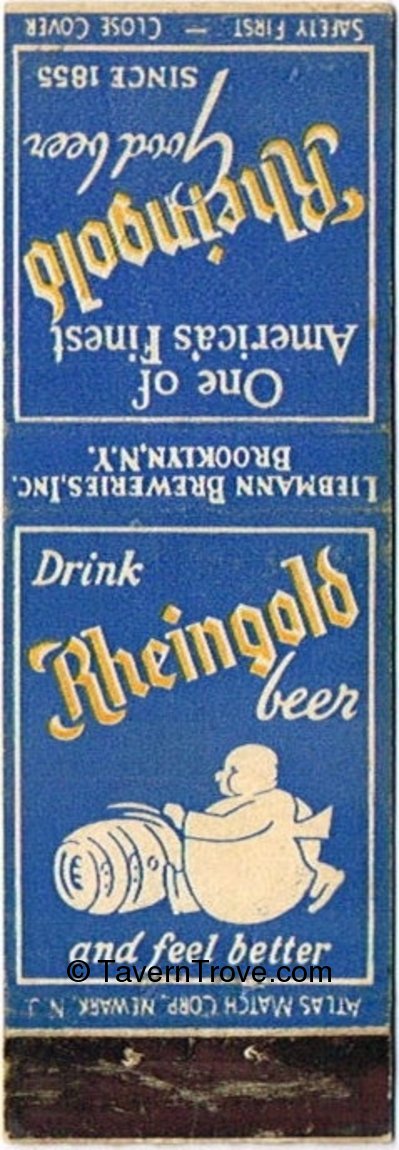 SAFETY FIRST — CLOSE COVER
One of
America's Finest
Rheingold
Good beer
SINCE 1855
LIEBMANN BREWERIES, INC.
BROOKLYN, N.Y.
Drink
Rheingold
beer
and feel better
© TavernTrove.com
ATLAS MATCH CORP. NEWARK, N. J.